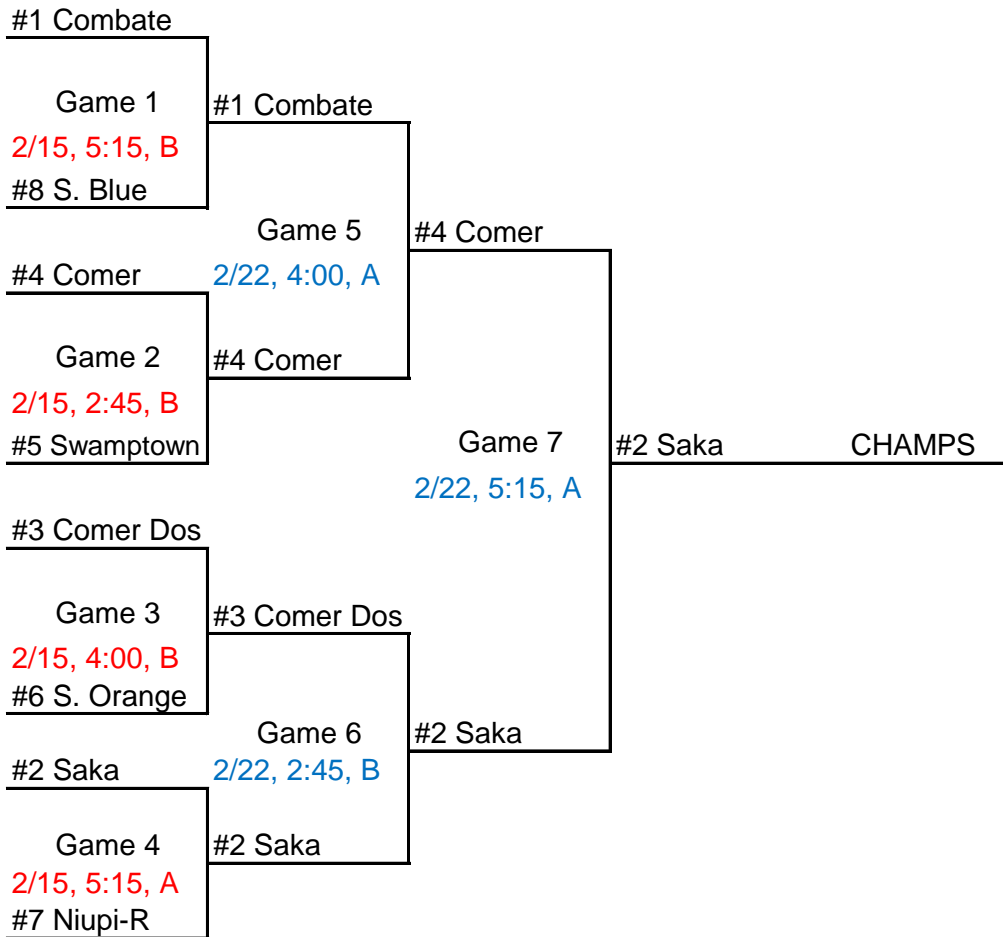 #1 Combate
Game 1
2/15, 5:15, B
#8 S. Blue
#1 Combate
Game 5
2/22, 4:00, A
#4 Comer
#4 Comer
Game 2
2/15, 2:45, B
#5 Swamptown
#4 Comer
Game 7
2/22, 5:15, A
#2 Saka CHAMPS
#3 Comer Dos
Game 3
2/15, 4:00, B
#6 S. Orange
#3 Comer Dos
Game 6
2/22, 2:45, B
#2 Saka
#2 Saka
Game 4
2/15, 5:15, A
#7 Niupi-R
#2 Saka